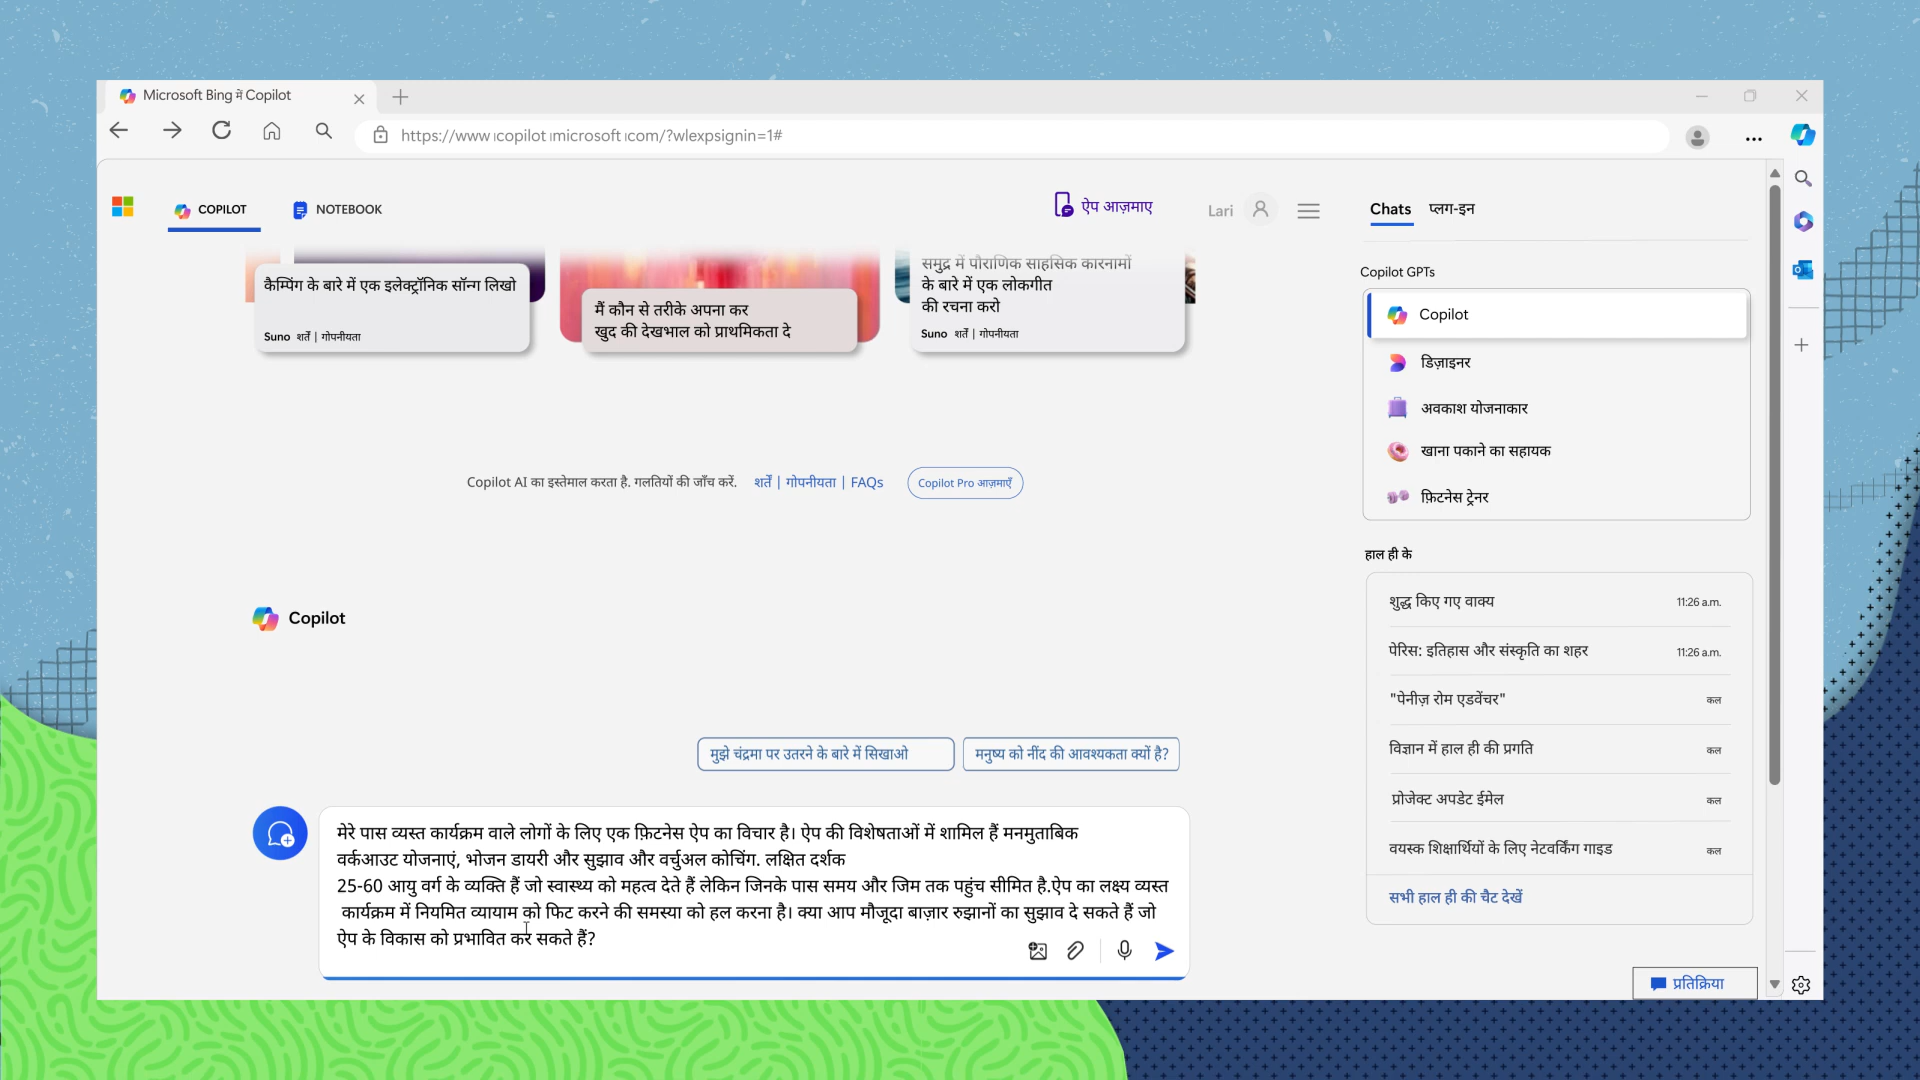 Microsoft Bing में Copilot
https://www.copilot.microsoft.com/?wlexpsignin=1#
COPILOT
NOTEBOOK
ऐप आज़माए
Lari
Chats
प्लग-इन
कैम्पिंग के बारे में एक इलेक्ट्रॉनिक सॉन्ग लिखो
Suno शर्तें | गोपनीयता
मैं कौन से तरीके अपना कर
खुद की देखभाल को प्राथमिकता दे
समुद्र में पौराणिक साहसिक कारनामों
के बारे में एक लोकगीत
की रचना करो
Suno शर्तें | गोपनीयता
Copilot AI का इस्तेमाल करता है. गलतियों की जाँच करें. शर्तें | गोपनीयता | FAQs
Copilot Pro आज़माएँ
Copilot
मुझे चंद्रमा पर उतरने के बारे में सिखाओ
मनुष्य को नींद की आवश्यकता क्यों है?
मेरे पास व्यस्त कार्यक्रम वाले लोगों के लिए एक फ़िटनेस ऐप का विचार है। ऐप की विशेषताओं में शामिल हैं मनमुताबिक
वर्कआउट योजनाएं, भोजन डायरी और सुझाव और वर्चुअल कोचिंग. लक्षित दर्शक
25-60 आयु वर्ग के व्यक्ति हैं जो स्वास्थ्य को महत्व देते हैं लेकिन जिनके पास समय और जिम तक पहुंच सीमित है.ऐप का लक्ष्य व्यस्त
कार्यक्रम में नियमित व्यायाम को फिट करने की समस्या को हल करना है। क्या आप मौजूदा बाज़ार रुझानों का सुझाव दे सकते हैं जो
ऐप के विकास को प्रभावित कर सकते हैं?
Copilot GPTs
Copilot
डिज़ाइनर
अवकाश योजनाकार
खाना पकाने का सहायक
फ़िटनेस ट्रेनर
हाल ही के
शुद्ध किए गए वाक्य 11:26 a.m.
पेरिस: इतिहास और संस्कृति का शहर 11:26 a.m.
"पेनीज़ रोम एडवेंचर" कल
विज्ञान में हाल ही की प्रगति कल
प्रोजेक्ट अपडेट ईमेल कल
वयस्क शिक्षार्थियों के लिए नेटवर्किंग गाइड कल
सभी हाल ही की चैट देखें
प्रतिक्रिया